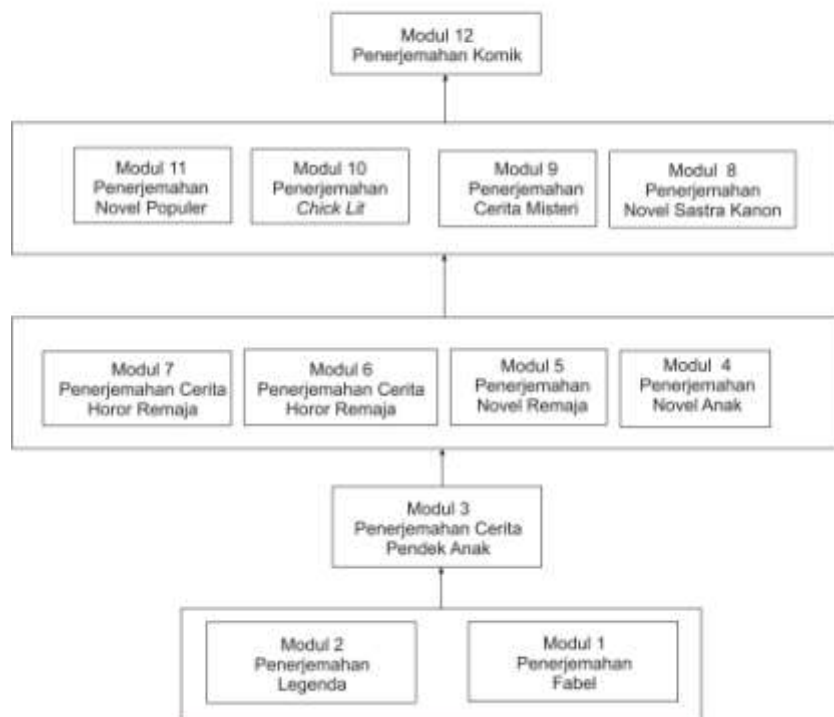 Modul 12
Penerjemahan Komik
Modul 11
Penerjemahan
Novel Populer
Modul 10
Penerjemahan
Chick Lit
Modul 9
Penerjemahan
Cerita Misteri
Modul 8
Penerjemahan
Novel Sastra Kanon
Modul 7
Penerjemahan Cerita
Horor Remaja
Modul 6
Penerjemahan Cerita
Horor Remaja
Modul 5
Penerjemahan
Novel Remaja
Modul 4
Penerjemahan
Novel Anak
Modul 3
Penerjemahan Cerita
Pendek Anak
Modul 2
Penerjemahan
Legenda
Modul 1
Penerjemahan
Fabel